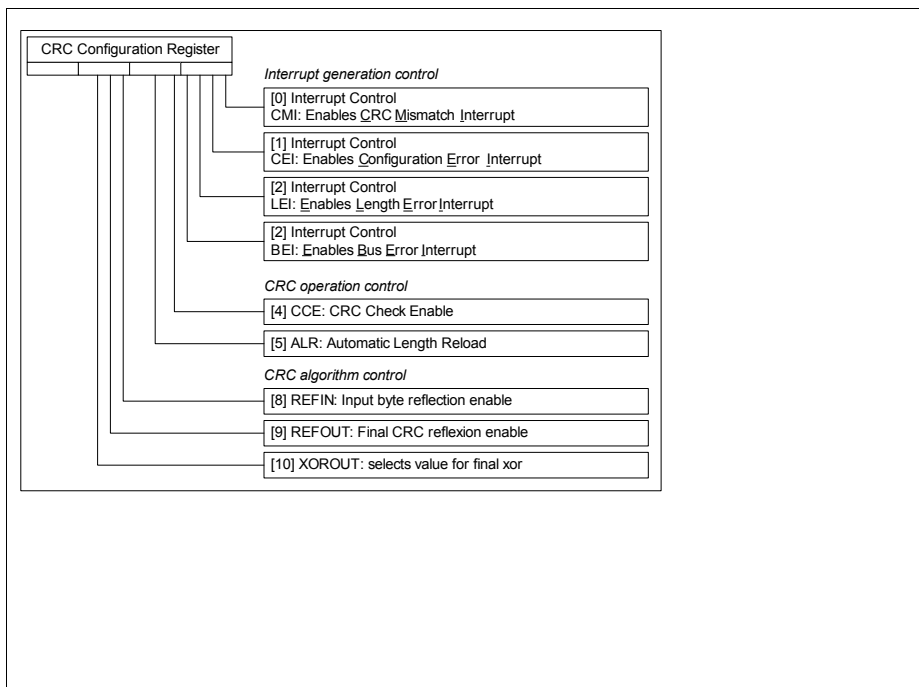 CRC Configuration Register
Interrupt generation control
[0] Interrupt Control
CMI: Enables CRC Mismatch Interrupt
[1] Interrupt Control
CEI: Enables Configuration Error Interrupt
[2] Interrupt Control
LEI: Enables Length Error Interrupt
[2] Interrupt Control
BEI: Enables Bus Error Interrupt
CRC operation control
[4] CCE: CRC Check Enable
[5] ALR: Automatic Length Reload
CRC algorithm control
[8] REFIN: Input byte reflection enable
[9] REFOUT: Final CRC reflexion enable
[10] XOROUT: selects value for final xor